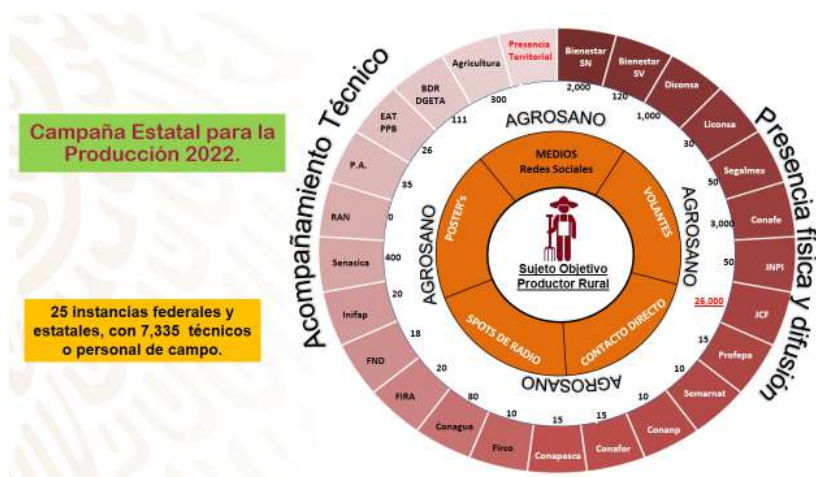 Campaña Estatal para la
Producción 2022.
25 instancias federales y
estatales, con 7,335 técnicos
o personal de campo.
Acompañamiento Técnico
Presencia física y difusión
Presencia
Territorial
Bienestar
SN
Bienestar
SV
Diconsa
Liconsa
Segalmex
Conafe
INPI
JCF
Profepa
Semarnat
Conanp
Conafor
Conapesca
Firco
Conagua
FIRA
FND
Inifap
Senasica
RAN
P.A.
EAT
PPB
BDR
DGETA
Agricultura
2,000
120
1,000
30
50
3,000
50
26,000
15
10
10
15
15
10
80
20
18
20
400
0
35
26
111
300
AGROSANO
AGROSANO
AGROSANO
AGROSANO
MEDIOS
Redes Sociales
VOLANTES
CONTACTO DIRECTO
SPOTS DE RADIO
POSTER's
Sujeto Objetivo
Productor Rural